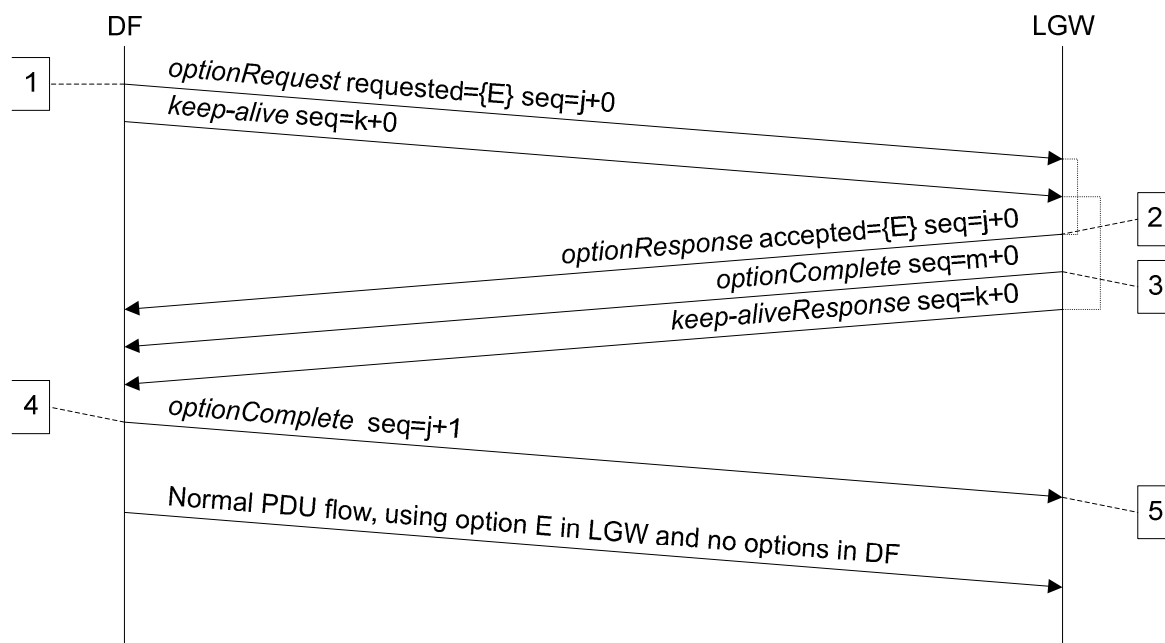 DF
LGW
1
optionRequest requested={E} seq=j+0
keep-alive seq=k+0
2
optionResponse accepted={E} seq=j+0
optionComplete seq=m+0
3
keep-aliveResponse seq=k+0
4
optionComplete seq=j+1
5
Normal PDU flow, using option E in LGW and no options in DF